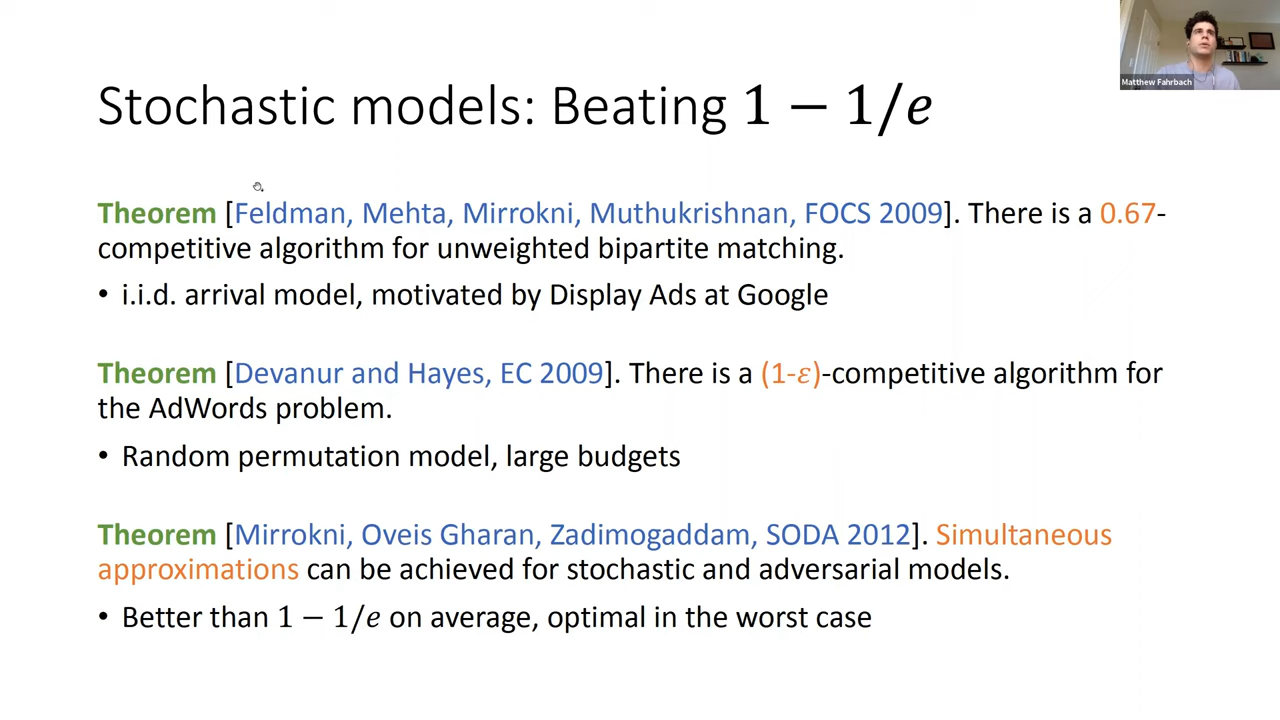 Matthew Fahrbach
Stochastic models: Beating 1 − 1/e
Theorem [Feldman, Mehta, Mirrokni, Muthukrishnan, FOCS 2009]. There is a 0.67-
competitive algorithm for unweighted bipartite matching.
• i.i.d. arrival model, motivated by Display Ads at Google
Theorem [Devanur and Hayes, EC 2009]. There is a (1-ε)-competitive algorithm for
the AdWords problem.
• Random permutation model, large budgets
Theorem [Mirrokni, Oveis Gharan, Zadimogaddam, SODA 2012]. Simultaneous
approximations can be achieved for stochastic and adversarial models.
• Better than 1 − 1/e on average, optimal in the worst case